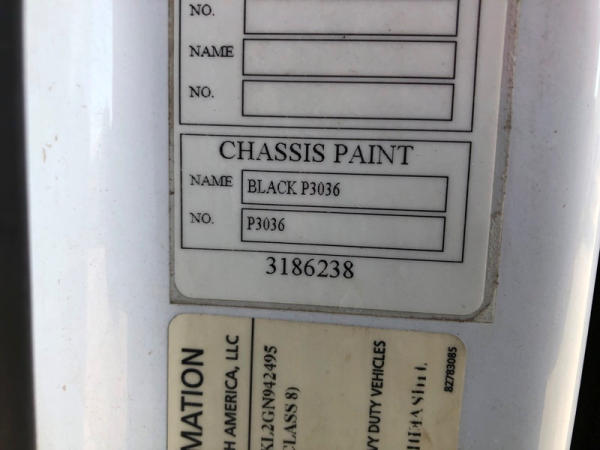 NO.
NAME
NO.
CHASSIS PAINT
NAME BLACK P3036
NO. P3036
3186238
MATION
H AMERICA, LLC
KL2GN942495
CLASS 8)
VY DUTY VEHICLES
82783085